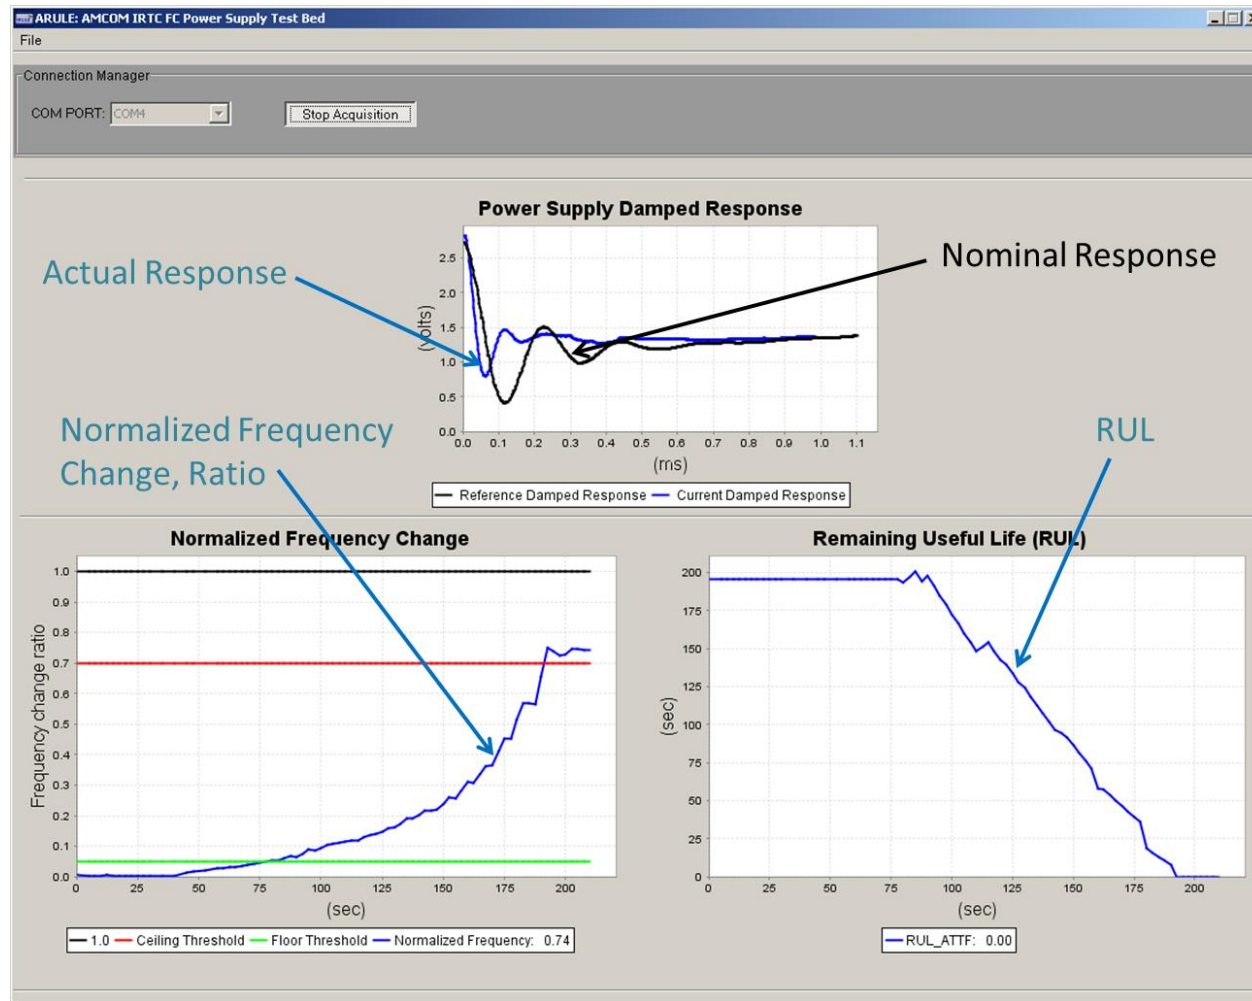 ARULE: AMCOM IRTC FC Power Supply Test Bed
File
Connection Manager
COM PORT: COM4
Stop Acquisition
Power Supply Damped Response
Actual Response
Nominal Response
(volts)
2.5
2.0
1.5
1.0
0.5
0.0
0.0 0.1 0.2 0.3 0.4 0.5 0.6 0.7 0.8 0.9 1.0 1.1
(ms)
Reference Damped Response Current Damped Response
Normalized Frequency
Change, Ratio
RUL
Normalized Frequency Change
Frequency change ratio
1.0
0.9
0.8
0.7
0.6
0.5
0.4
0.3
0.2
0.1
0.0
0 25 50 75 100 125 150 175 200
(sec)
1.0 Ceiling Threshold Floor Threshold Normalized Frequency: 0.74
Remaining Useful Life (RUL)
(sec)
200
175
150
125
100
75
50
25
0
0 25 50 75 100 125 150 175 200
(sec)
RUL_ATTF: 0.00